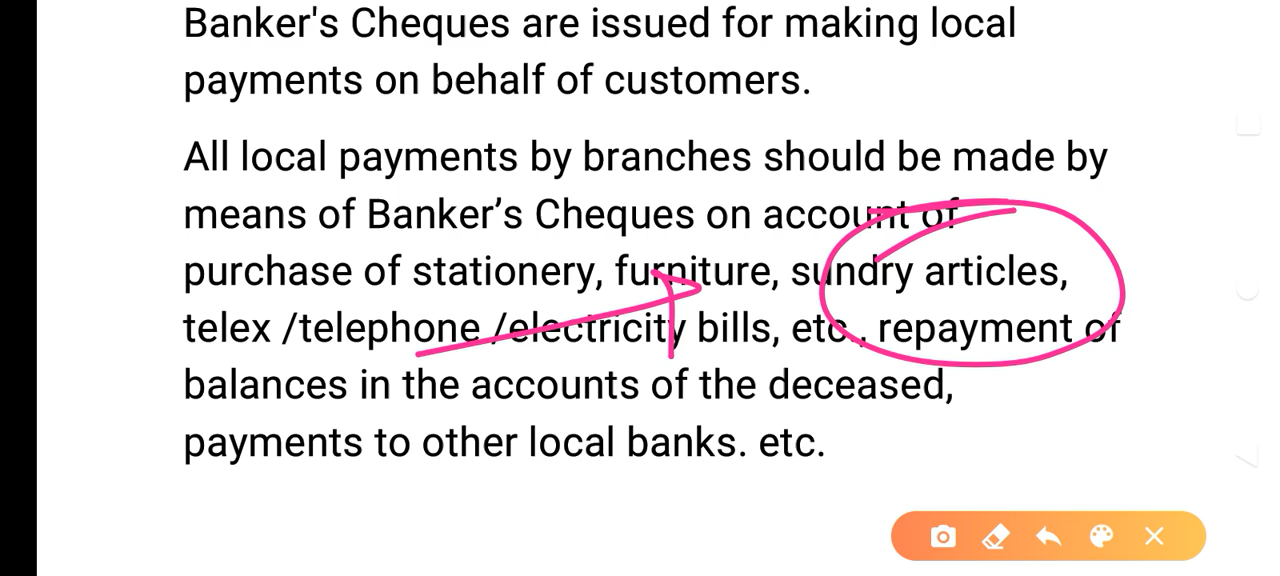 Banker's Cheques are issued for making local
payments on behalf of customers.
All local payments by branches should be made by
means of Banker’s Cheques on account of
purchase of stationery, furniture, sundry articles,
telex /telephone /electricity bills, etc., repayment of
balances in the accounts of the deceased,
payments to other local banks. etc.